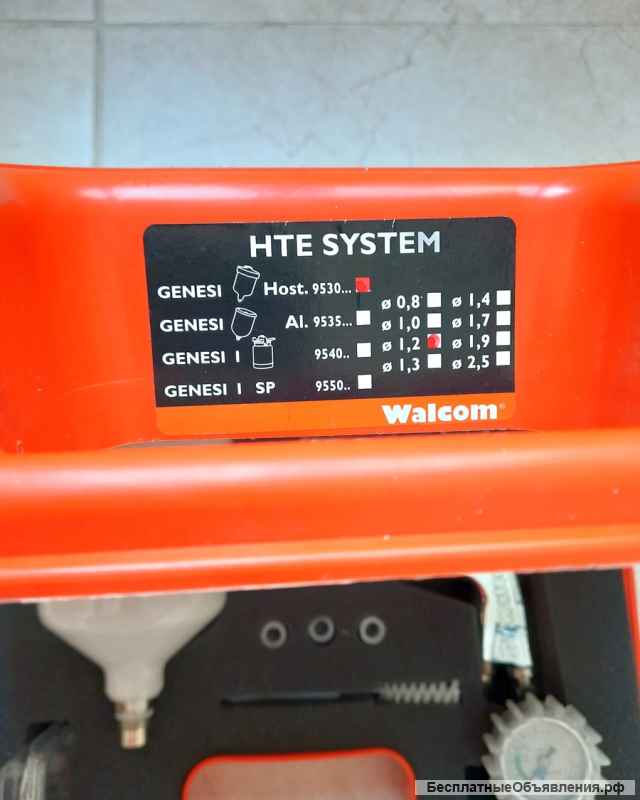 HTE SYSTEM
GENESI Host. 9530...
GENESI Al. 9535...
GENESI I 9540..
GENESI I SP 9550..
ø 0,8 ø 1,4
ø 1,0 ø 1,7
ø 1,2 ø 1,9
ø 1,3 ø 2,5
Walcom®
БесплатныеОбъявления.рф